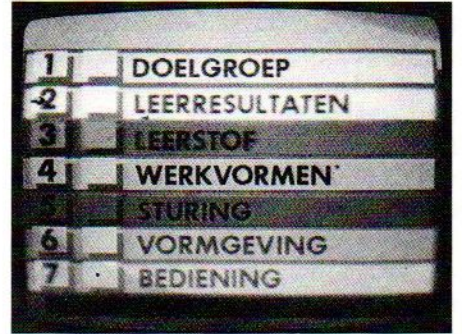 1 DOELGROEP
→2 LEERRESULTATEN
3 LEERSTOF
4 WERKVORMEN
5 STURING
6 VORMGEVING
7 BEDIENING